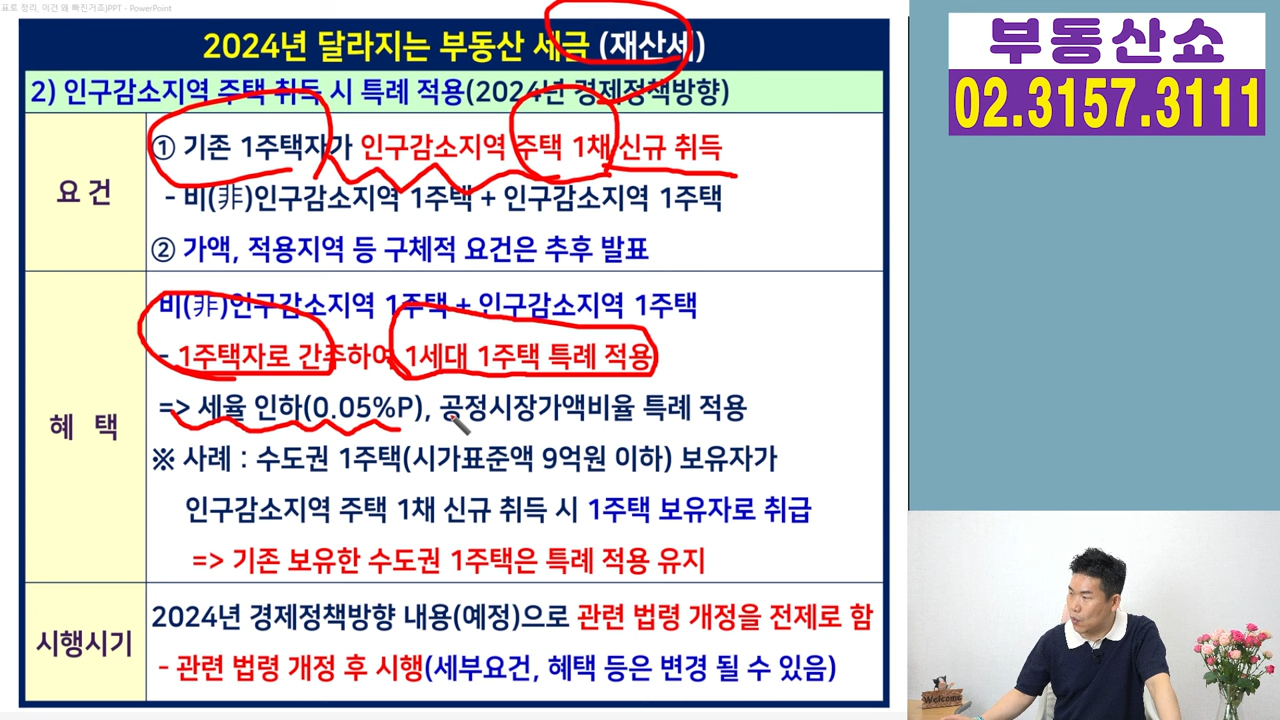 표로 정리, 이건 왜 빠진거죠)PPT - PowerPoint
2024년 달라지는 부동산 세금 (재산세)
2) 인구감소지역 주택 취득 시 특례 적용(2024년 경제정책방향)
요 건
① 기존 1주택자가 인구감소지역 주택 1채 신규 취득
- 비(非)인구감소지역 1주택 + 인구감소지역 1주택
② 가액, 적용지역 등 구체적 요건은 추후 발표
혜 택
비(非)인구감소지역 1주택 + 인구감소지역 1주택
- 1주택자로 간주하여 1세대 1주택 특례 적용
=> 세율 인하(0.05%P), 공정시장가액비율 특례 적용
※ 사례 : 수도권 1주택(시가표준액 9억원 이하) 보유자가
인구감소지역 주택 1채 신규 취득 시 1주택 보유자로 취급
=> 기존 보유한 수도권 1주택은 특례 적용 유지
시행시기
2024년 경제정책방향 내용(예정)으로 관련 법령 개정을 전제로 함
- 관련 법령 개정 후 시행(세부요건, 혜택 등은 변경 될 수 있음)
부동산쇼
02.3157.3111
Welcome